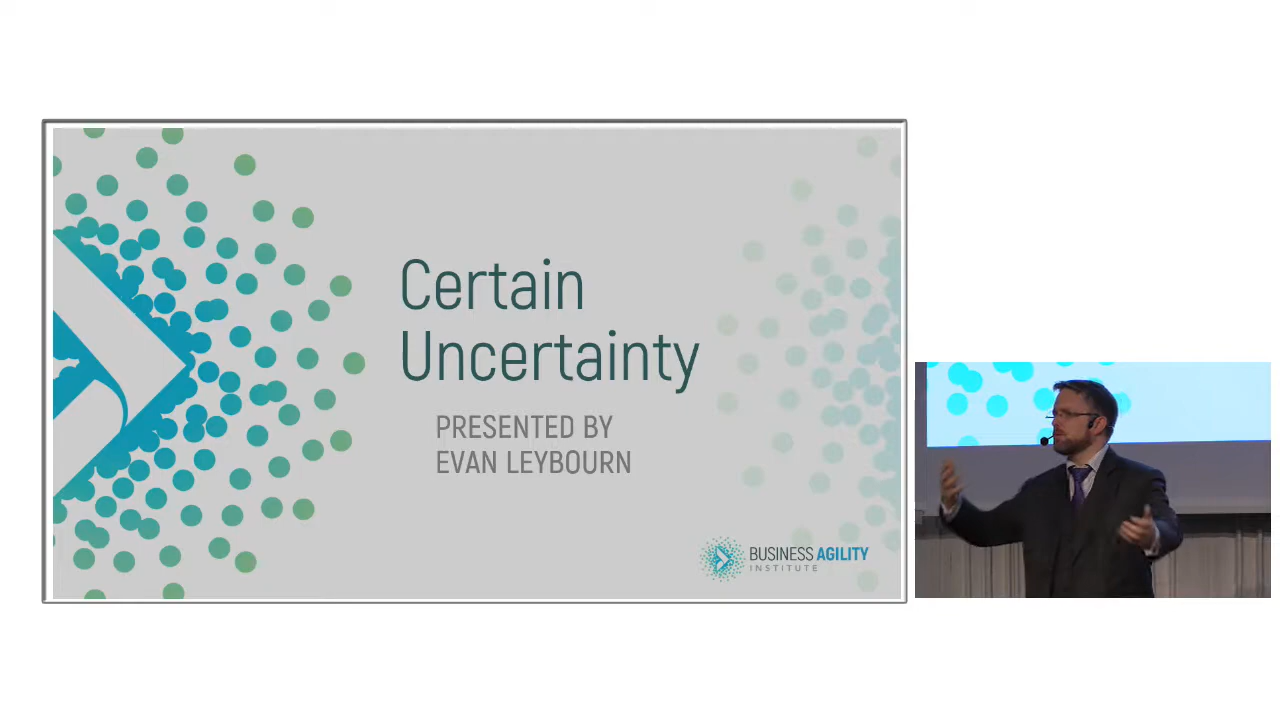 Certain
Uncertainty
PRESENTED BY
EVAN LEYBOURN
BUSINESS AGILITY
INSTITUTE